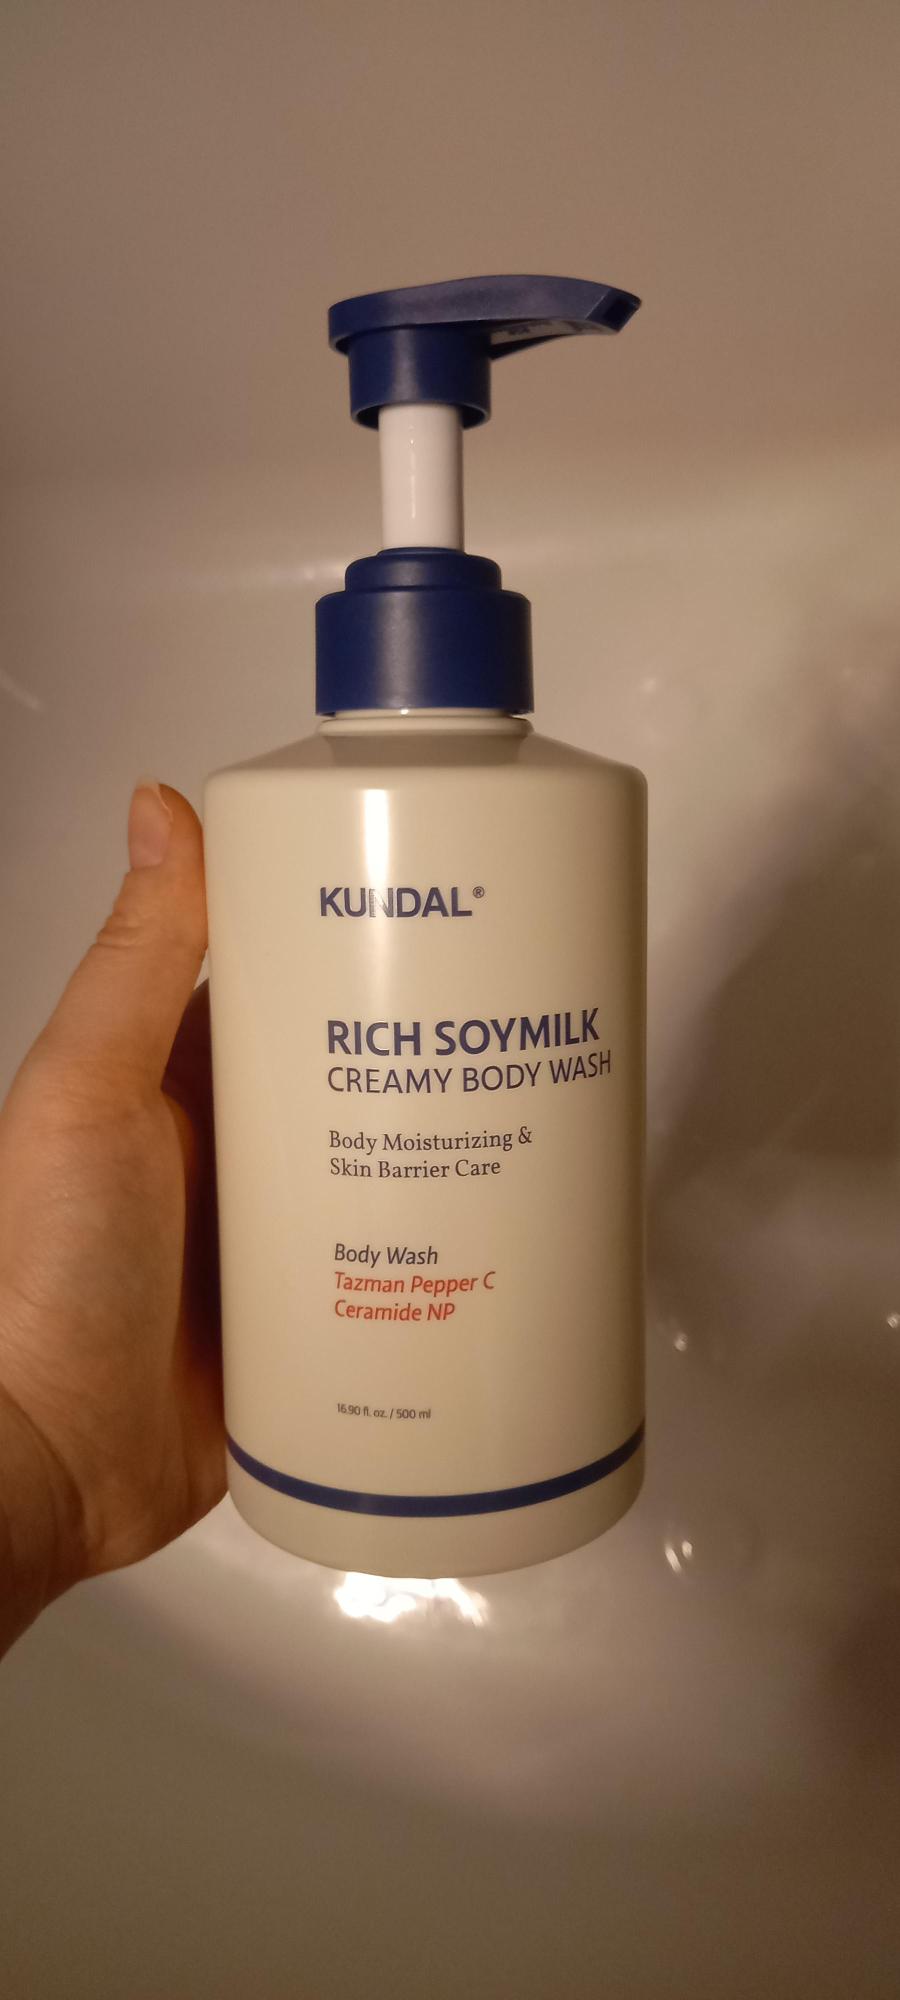 KUNDAL®
RICH SOYMILK
CREAMY BODY WASH
Body Moisturizing &
Skin Barrier Care
Body Wash
Tazman Pepper C
Ceramide NP
16.90 fl. oz. / 500 ml